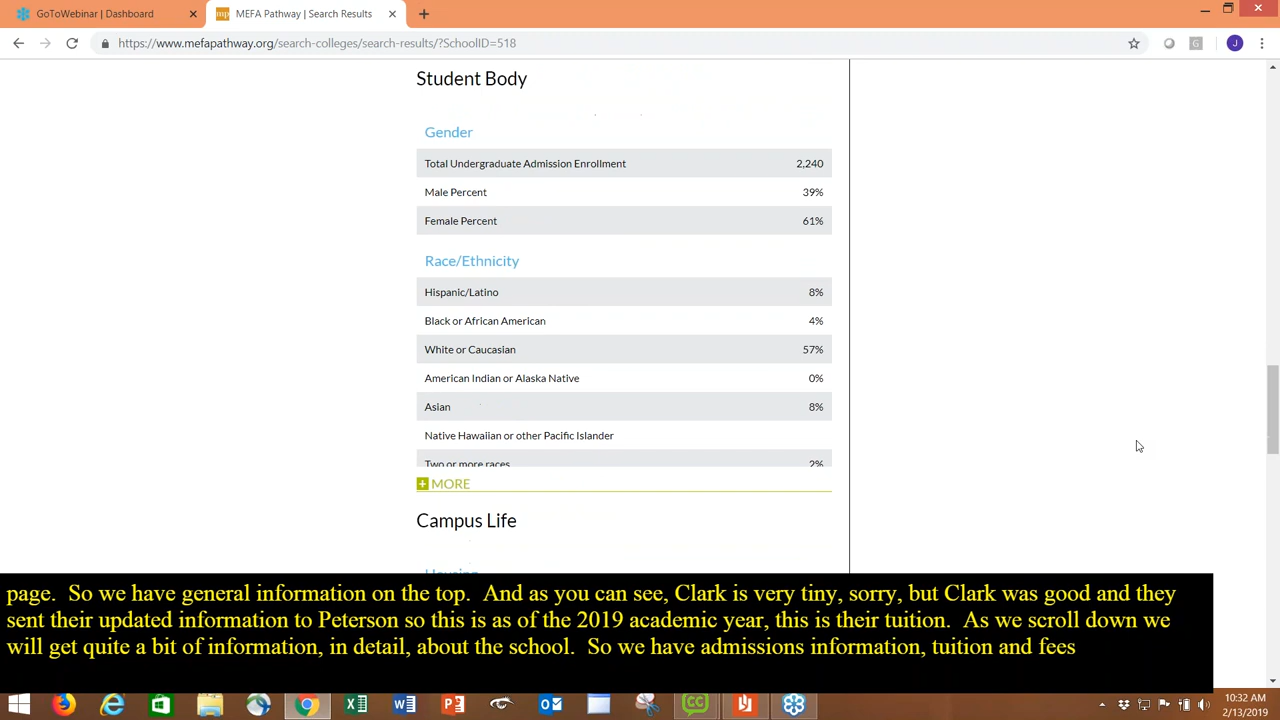 GoToWebinar | Dashboard
MEFA Pathway | Search Results
https://www.mefapathway.org/search-colleges/search-results/?SchoolID=518
G
J
Student Body
Gender
Total Undergraduate Admission Enrollment 2,240
Male Percent 39%
Female Percent 61%
Race/Ethnicity
Hispanic/Latino 8%
Black or African American 4%
White or Caucasian 57%
American Indian or Alaska Native 0%
Asian 8%
Native Hawaiian or other Pacific Islander
Two or more races 2%
+ MORE
Campus Life
Housing
page. So we have general information on the top. And as you can see, Clark is very tiny, sorry, but Clark was good and they
sent their updated information to Peterson so this is as of the 2019 academic year, this is their tuition. As we scroll down we
will get quite a bit of information, in detail, about the school. So we have admissions information, tuition and fees
10:32 AM
2/13/2019